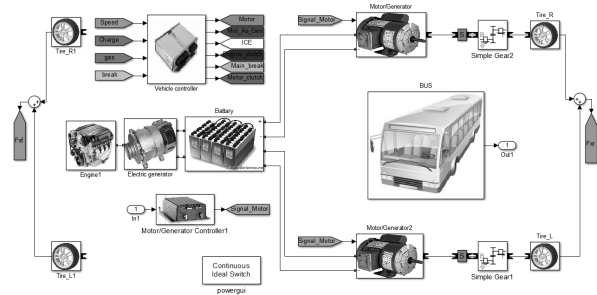 Speed
Charge
gas
break
Vehicle controller
Motor
Mot_As_Gen
ICE
Engine_clutch
Main_break
Motor_clutch
Tire_R1
Fxf
Tire_L1
Engine1
Electric generator
Battary
+
-
+
-
1
In1
Motor/Generator Controller1
Signal_Motor
Continuous
Ideal Switch
powergui
Motor/Generator
Signal_Motor
S
Simple Gear2
Tire_R
BUS
1
Out1
Fxr
Motor/Generator2
Signal_Motor
S
Simple Gear1
Tire_L